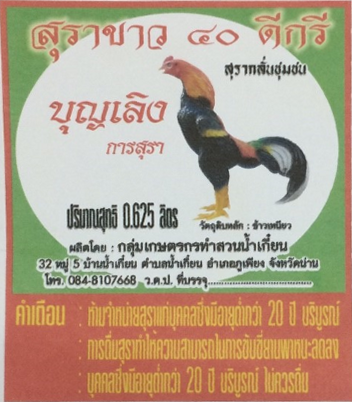 สุราขาว ๔๐ ดีกรี
สุรากลั่นชุมชน
บุญเลิง
การสุรา
ปริมาณสุทธิ 0.625 ลิตร
วัตถุดิบหลัก : ข้าวเหนียว
ผลิตโดย : กลุ่มเกษตรกรทำสวนน้ำเกี๋ยน
32 หมู่ 5 บ้านน้ำเกี๋ยน ตำบลน้ำเกี๋ยน อำเภอภูเพียง จังหวัดน่าน
โทร. 084-8107668 ว.ด.ป. ที่บรรจุ
คำเตือน : ห้ามจำหน่ายสุราแก่บุคคลซึ่งมีอายุต่ำกว่า 20 ปี บริบูรณ์
: การดื่มสุราทำให้ความสามารถในการขับขี่ยานพาหนะลดลง
: บุคคลซึ่งมีอายุต่ำกว่า 20 ปี บริบูรณ์ ไม่ควรดื่ม